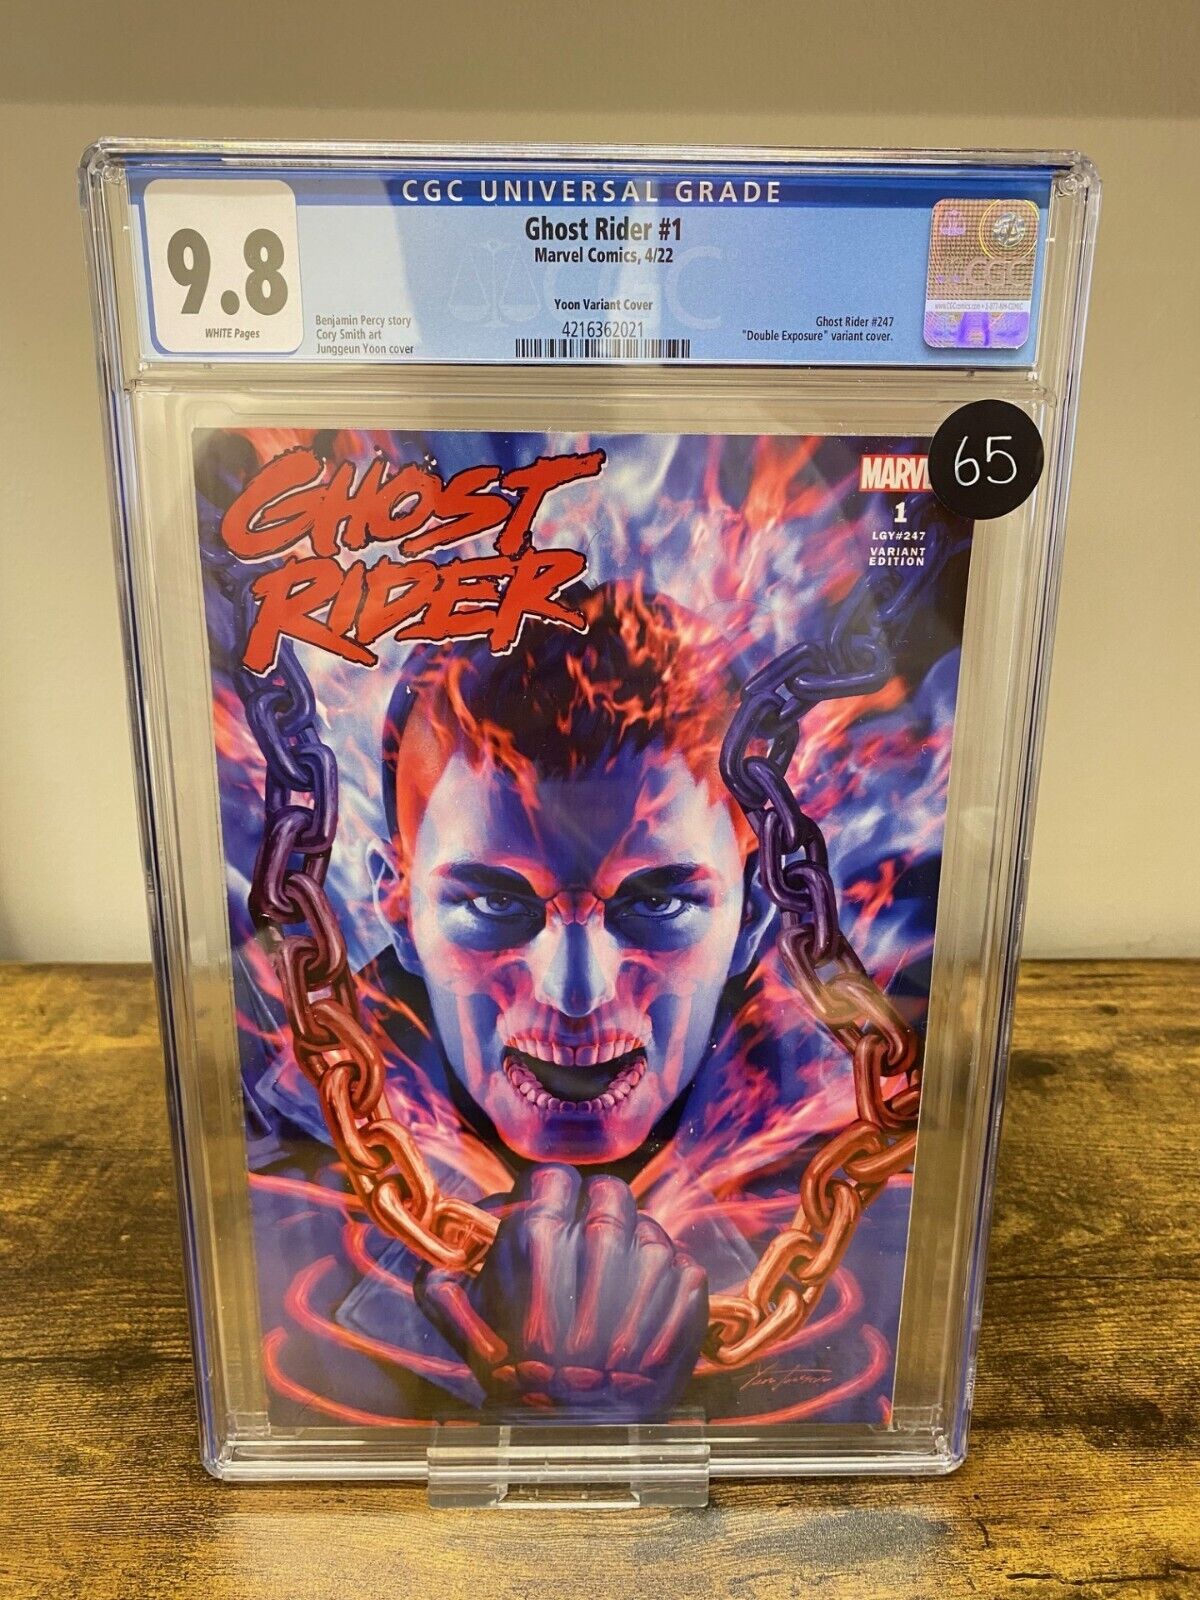 CGC UNIVERSAL GRADE
9.8
WHITE Pages
Ghost Rider #1
Marvel Comics, 4/22
Yoon Variant Cover
4216362021
Benjamin Percy story
Cory Smith art
Junggeun Yoon cover
Ghost Rider #247
"Double Exposure" variant cover.
CGC
65
GHOST
RIDER
MARV
1
LGY#247
VARIANT
EDITION